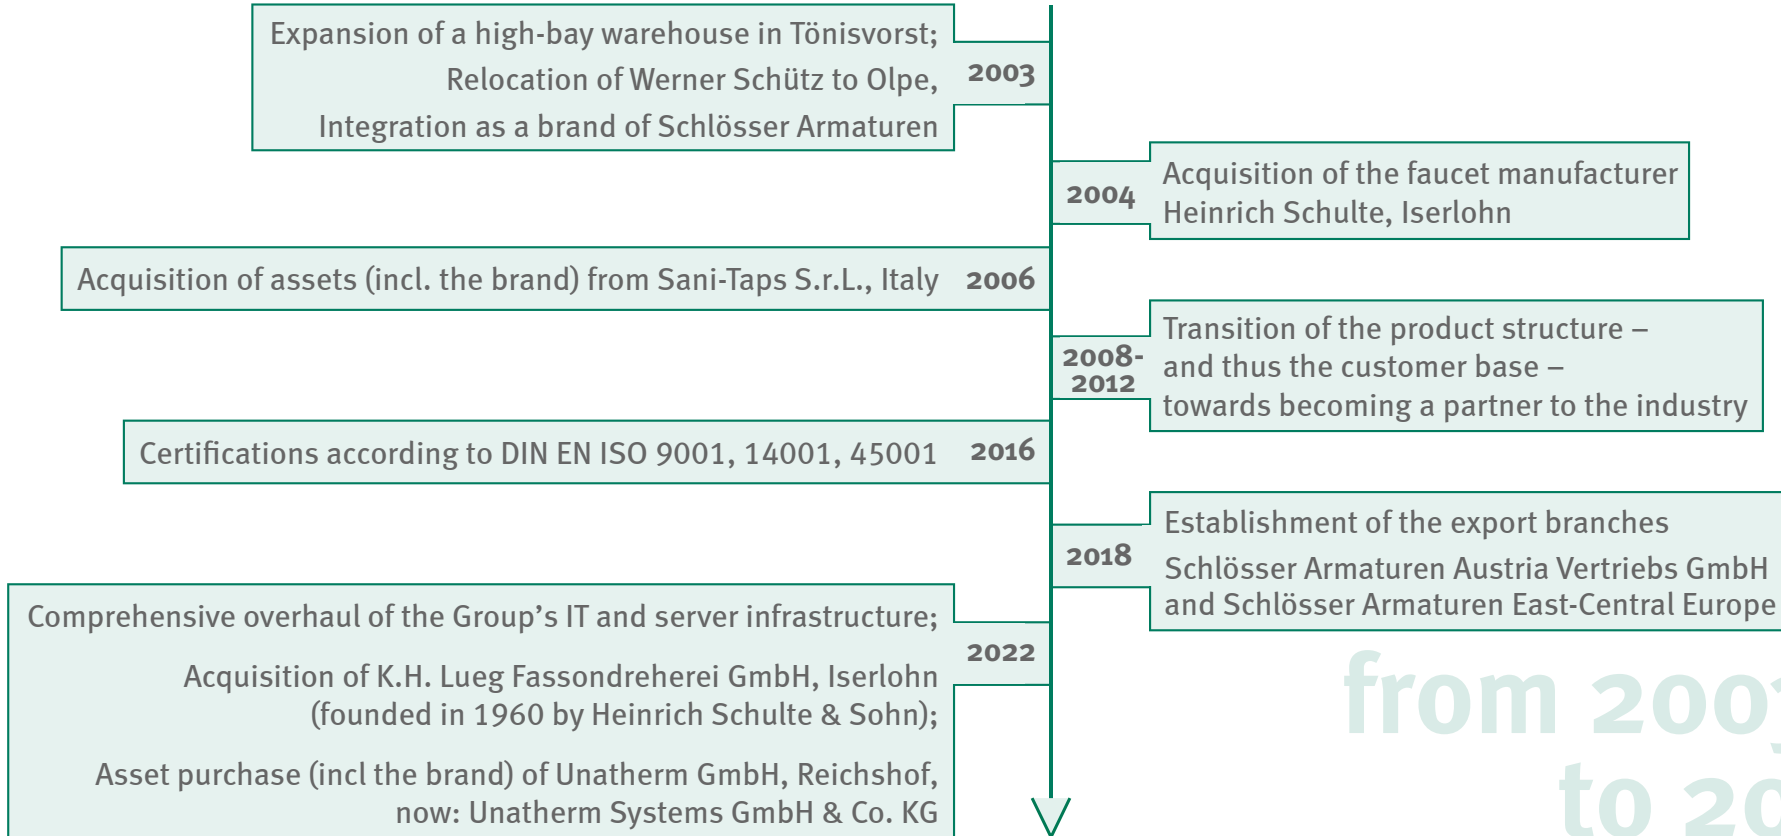 Expansion of a high-bay warehouse in Tönisvorst;
Relocation of Werner Schütz to Olpe,
Integration as a brand of Schlösser Armaturen
2003
2004
Acquisition of the faucet manufacturer
Heinrich Schulte, Iserlohn
Acquisition of assets (incl. the brand) from Sani-Taps S.r.L., Italy
2006
2008-
2012
Transition of the product structure –
and thus the customer base –
towards becoming a partner to the industry
Certifications according to DIN EN ISO 9001, 14001, 45001
2016
2018
Establishment of the export branches
Schlösser Armaturen Austria Vertriebs GmbH
and Schlösser Armaturen East-Central Europe
Comprehensive overhaul of the Group’s IT and server infrastructure;
Acquisition of K.H. Lueg Fassondreherei GmbH, Iserlohn
(founded in 1960 by Heinrich Schulte & Sohn);
Asset purchase (incl the brand) of Unatherm GmbH, Reichshof,
now: Unatherm Systems GmbH & Co. KG
2022
from 2003
to